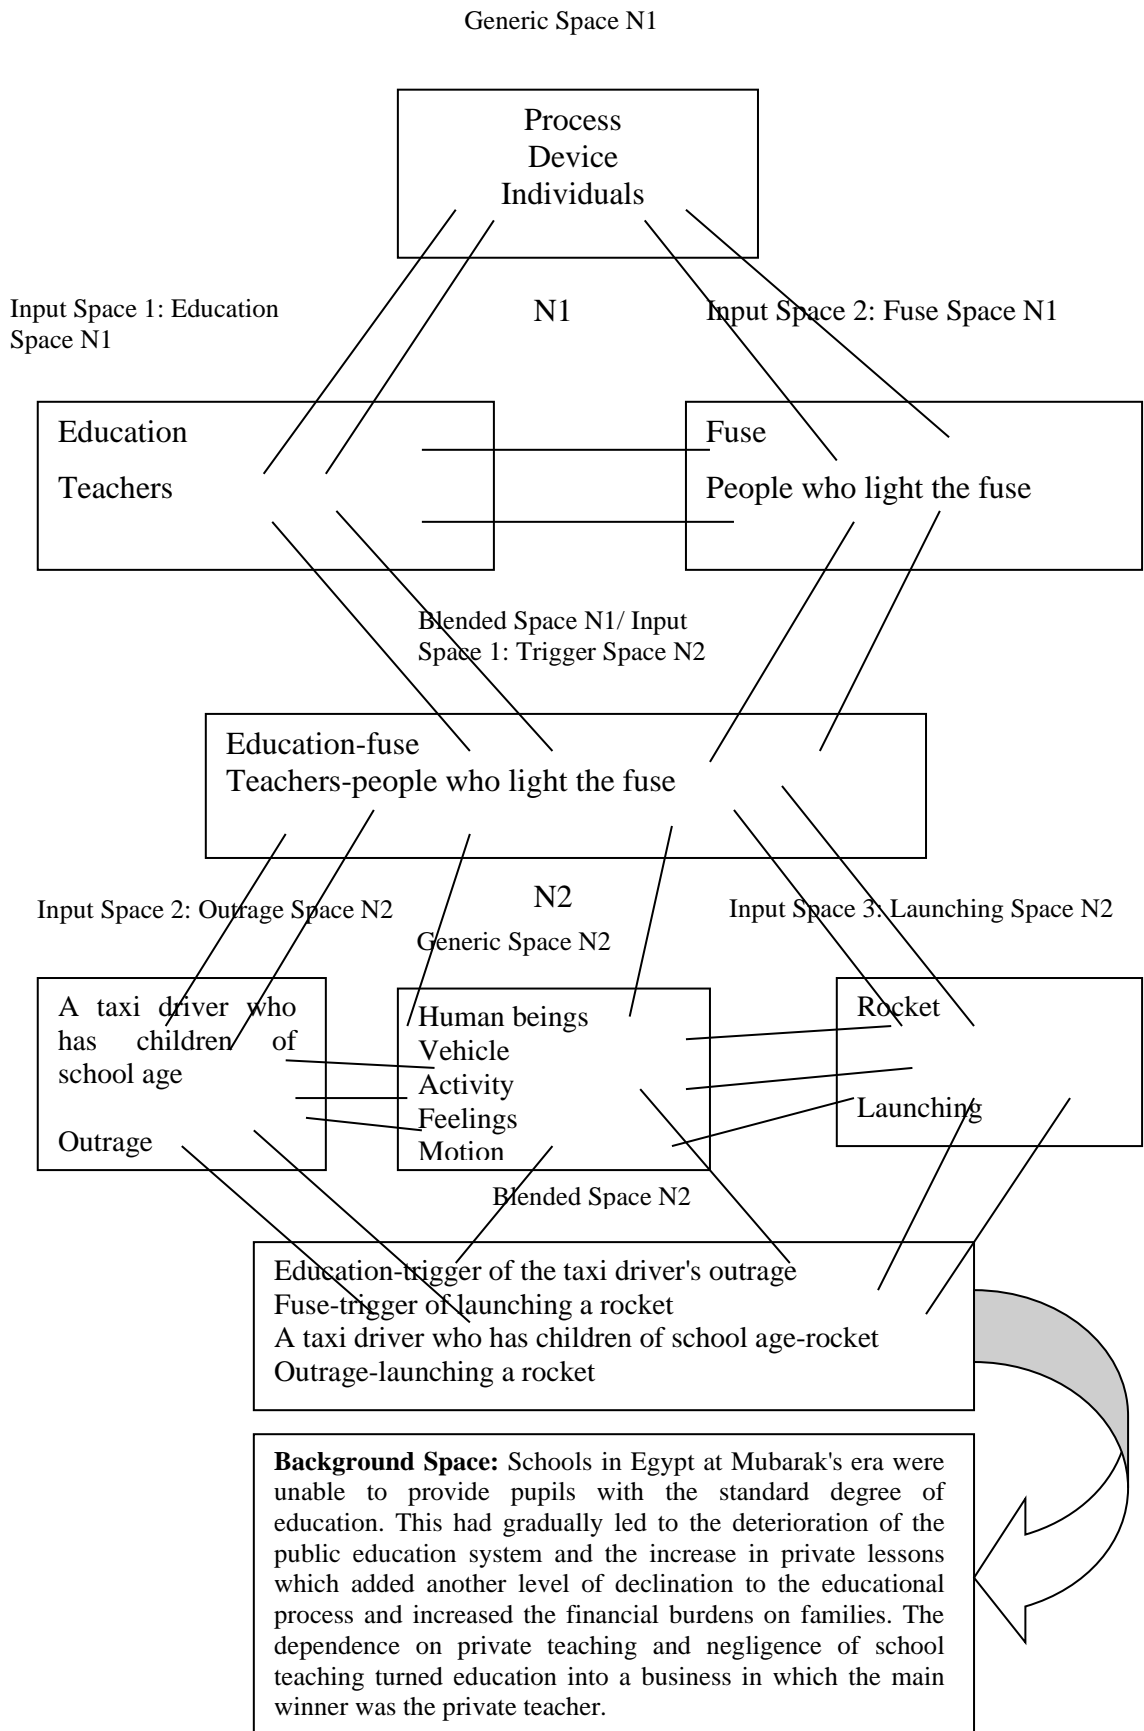 Generic Space N1
Process
Device
Individuals
Input Space 1: Education
Space N1
N1
Input Space 2: Fuse Space N1
Education
Teachers
Fuse
People who light the fuse
Blended Space N1/ Input
Space 1: Trigger Space N2
Education-fuse
Teachers-people who light the fuse
Input Space 2: Outrage Space N2
N2
Input Space 3: Launching Space N2
Generic Space N2
A taxi driver who
has children of
school age
Outrage
Human beings
Vehicle
Activity
Feelings
Motion
Rocket
Launching
Blended Space N2
Education-trigger of the taxi driver's outrage
Fuse-trigger of launching a rocket
A taxi driver who has children of school age-rocket
Outrage-launching a rocket
Background Space: Schools in Egypt at Mubarak's era were
unable to provide pupils with the standard degree of
education. This had gradually led to the deterioration of the
public education system and the increase in private lessons
which added another level of declination to the educational
process and increased the financial burdens on families. The
dependence on private teaching and negligence of school
teaching turned education into a business in which the main
winner was the private teacher.